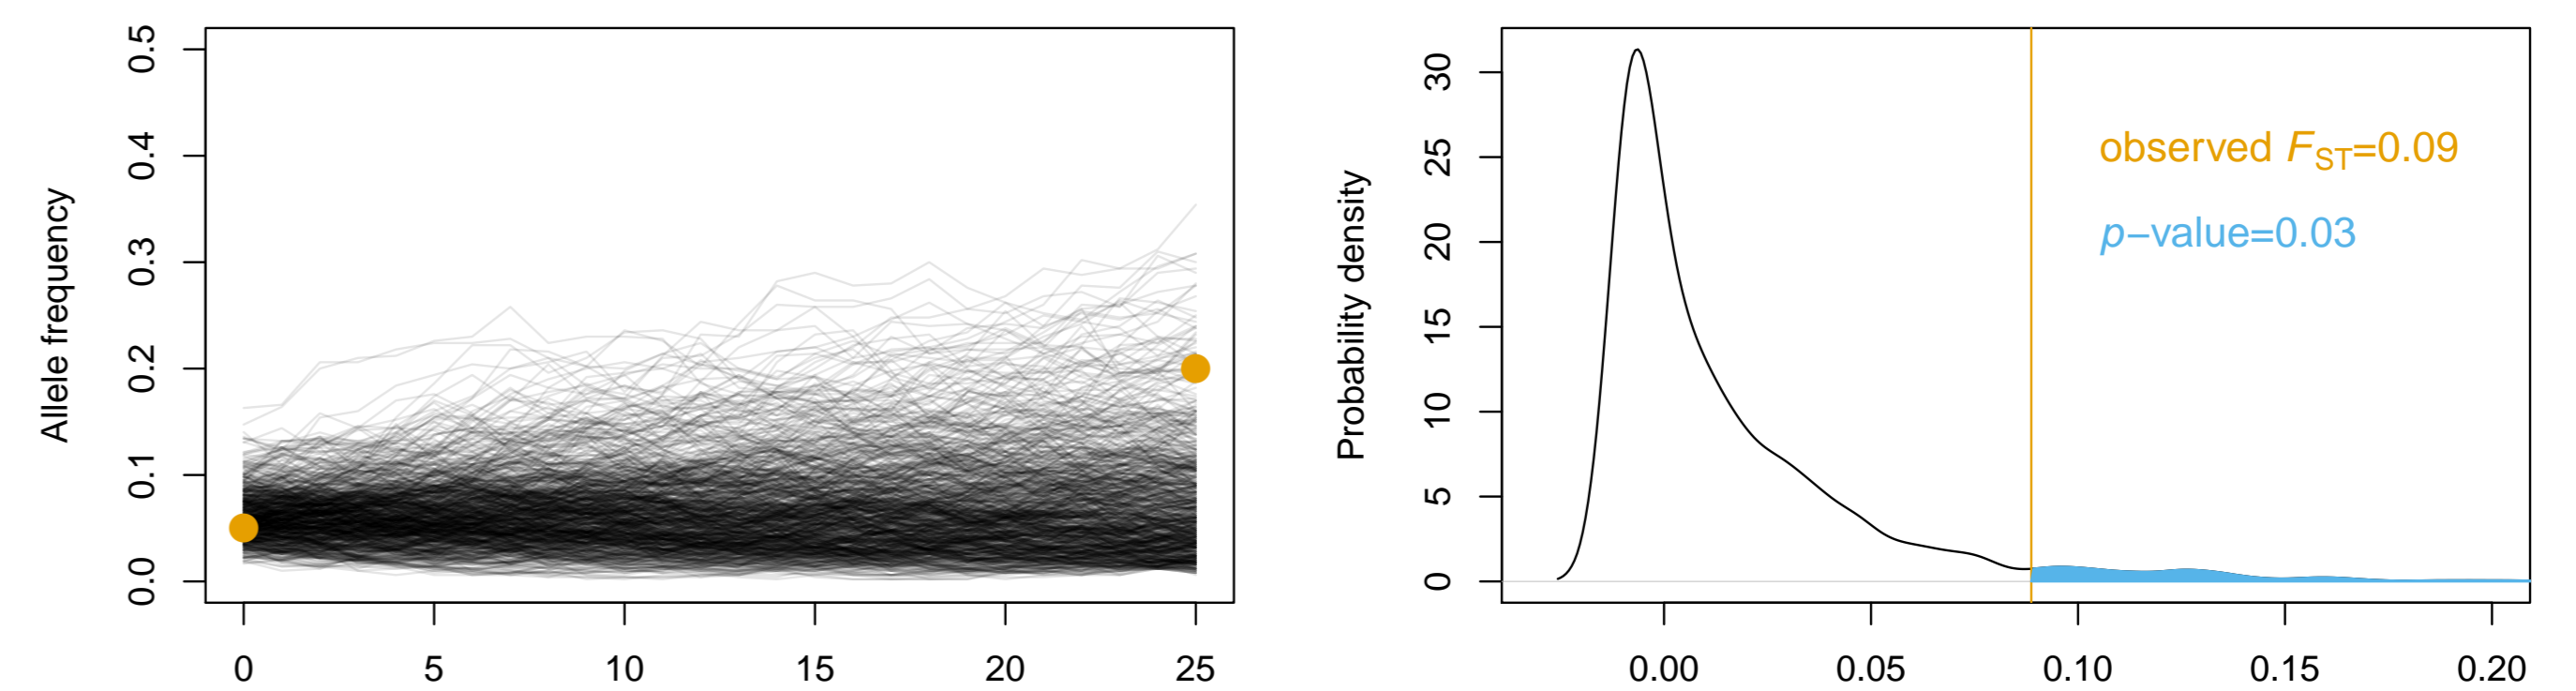 Allele frequency
0.5
0.4
0.3
0.2
0.1
0.0
0 5 10 15 20 25
Probability density
30
25
20
15
10
5
0
observed FST=0.09
p−value=0.03
0.00 0.05 0.10 0.15 0.20